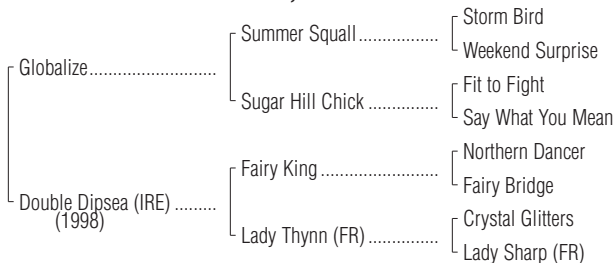 Storm Bird
Summer Squall.................
Weekend Surprise
Globalize...........................
Fit to Fight
Sugar Hill Chick ...............
Say What You Mean
Northern Dancer
Fairy King .........................
Fairy Bridge
Double Dipsea (IRE) .........
(1998)
Crystal Glitters
Lady Thynn (FR) ...............
Lady Sharp (FR)